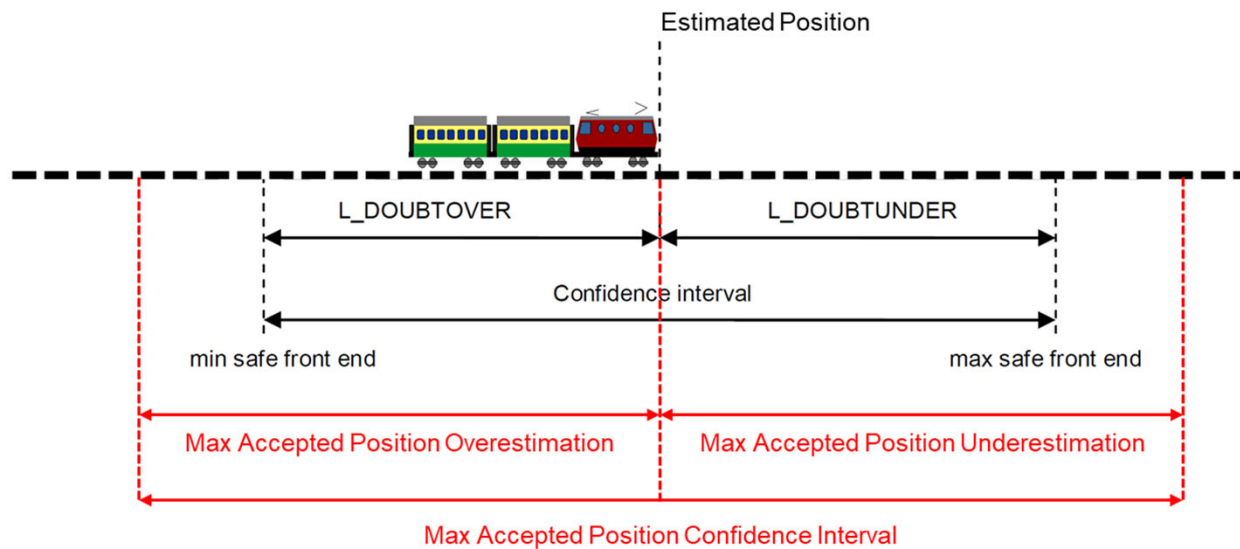 Estimated Position
L_DOUBTOVER
L_DOUBTUNDER
Confidence interval
min safe front end
max safe front end
Max Accepted Position Overestimation
Max Accepted Position Underestimation
Max Accepted Position Confidence Interval